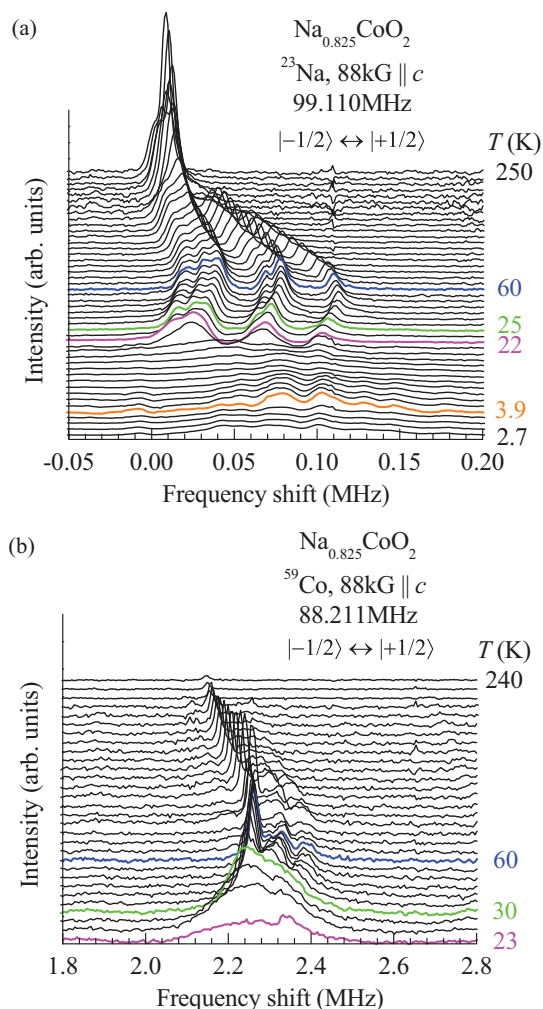 (a)
Na0.825CoO2
23Na, 88kG || c
99.110MHz
|−1/2⟩ ↔ |+1/2⟩
T (K)
250
60
25
22
3.9
2.7
Intensity (arb. units)
-0.05 0.00 0.05 0.10 0.15 0.20
Frequency shift (MHz)
(b)
Na0.825CoO2
59Co, 88kG || c
88.211MHz
|−1/2⟩ ↔ |+1/2⟩
T (K)
240
60
30
23
Intensity (arb. units)
1.8 2.0 2.2 2.4 2.6 2.8
Frequency shift (MHz)